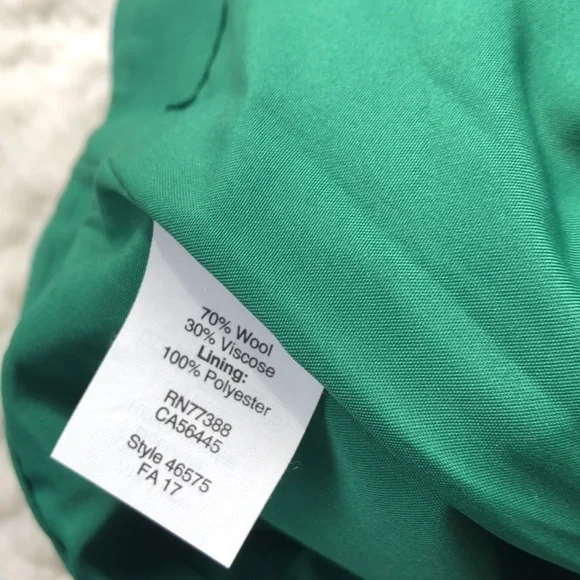 70% Wool
30% Viscose
Lining:
100% Polyester
RN77388
CA56445
Style 46575
FA 17